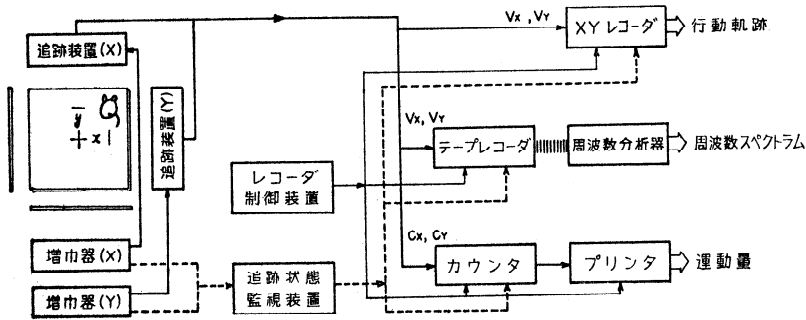 Vx , VY
XY レコーダ
行動軌跡
追跡装置(X)
追跡装置(Y)
y
x
Vx, VY
テープレコーダ
周波数分析器
周波数スペクトラム
レコーダ
制御装置
Cx, CY
カウンタ
プリンタ
運動量
増巾器(X)
増巾器(Y)
追跡状態
監視装置